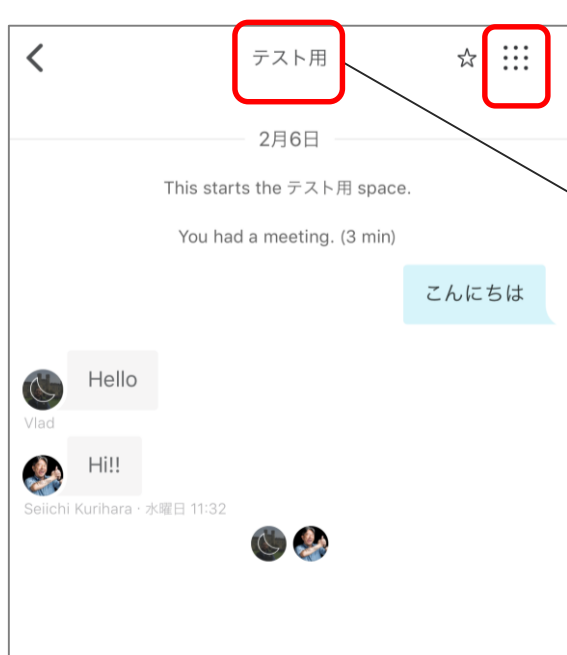 テスト用
2月6日
This starts the テスト用 space.
You had a meeting. (3 min)
こんにちは
Hello
Vlad
Hi!!
Seiichi Kurihara · 水曜日 11:32